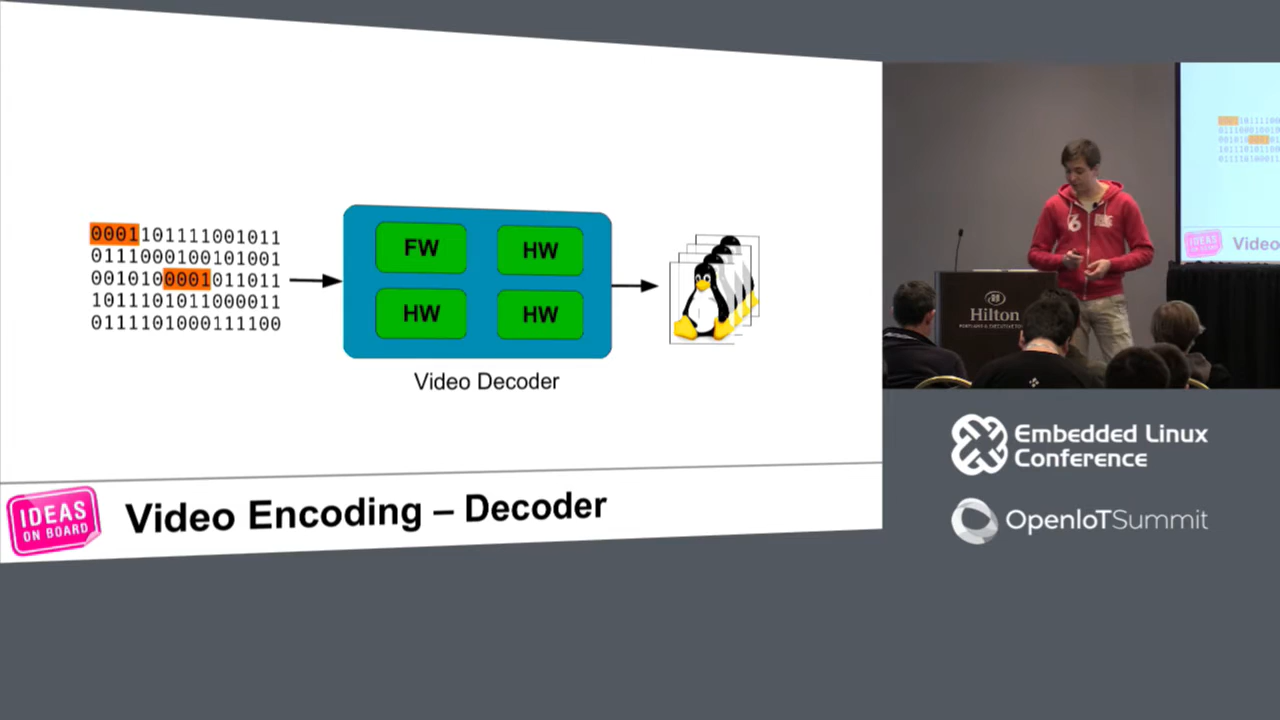 0001101111001011
0111000100101001
0010100001011011
1011101011000011
0111101000111100
FW
HW
HW
HW
Video Decoder
IDEAS
ON BOARD
Video Encoding – Decoder
Hilton
Video
Embedded Linux
Conference
OpenIoTSummit